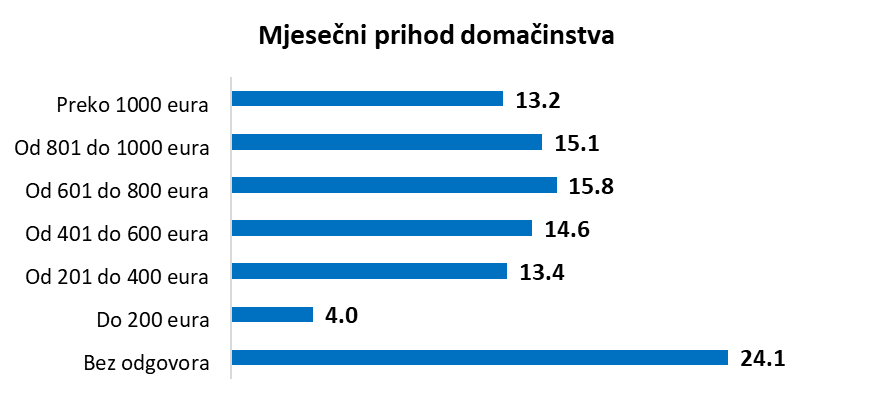 Mjesečni prihod domačinstva
Preko 1000 eura 13.2
Od 801 do 1000 eura 15.1
Od 601 do 800 eura 15.8
Od 401 do 600 eura 14.6
Od 201 do 400 eura 13.4
Do 200 eura 4.0
Bez odgovora 24.1